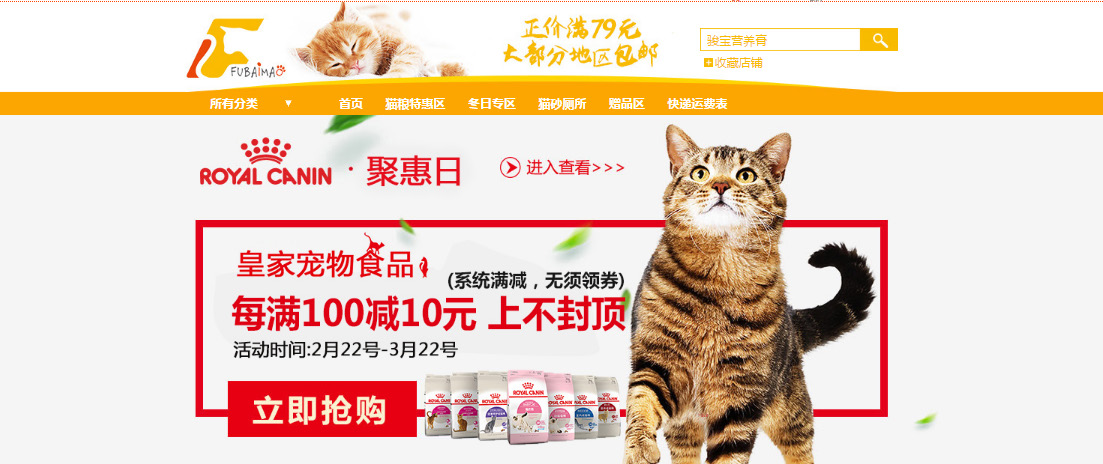 FUBAIMAO
正价满79元
大部分地区包邮
骏宝营养膏
收藏店铺
所有分类 ▼ 首页 猫粮特惠区 冬日专区 猫砂厕所 赠品区 快递运费表
ROYAL CANIN · 聚惠日 进入查看>>>
皇家宠物食品
(系统满减，无须领券)
每满100减10元 上不封顶
活动时间:2月22号-3月22号
立即抢购
ROYAL CANIN